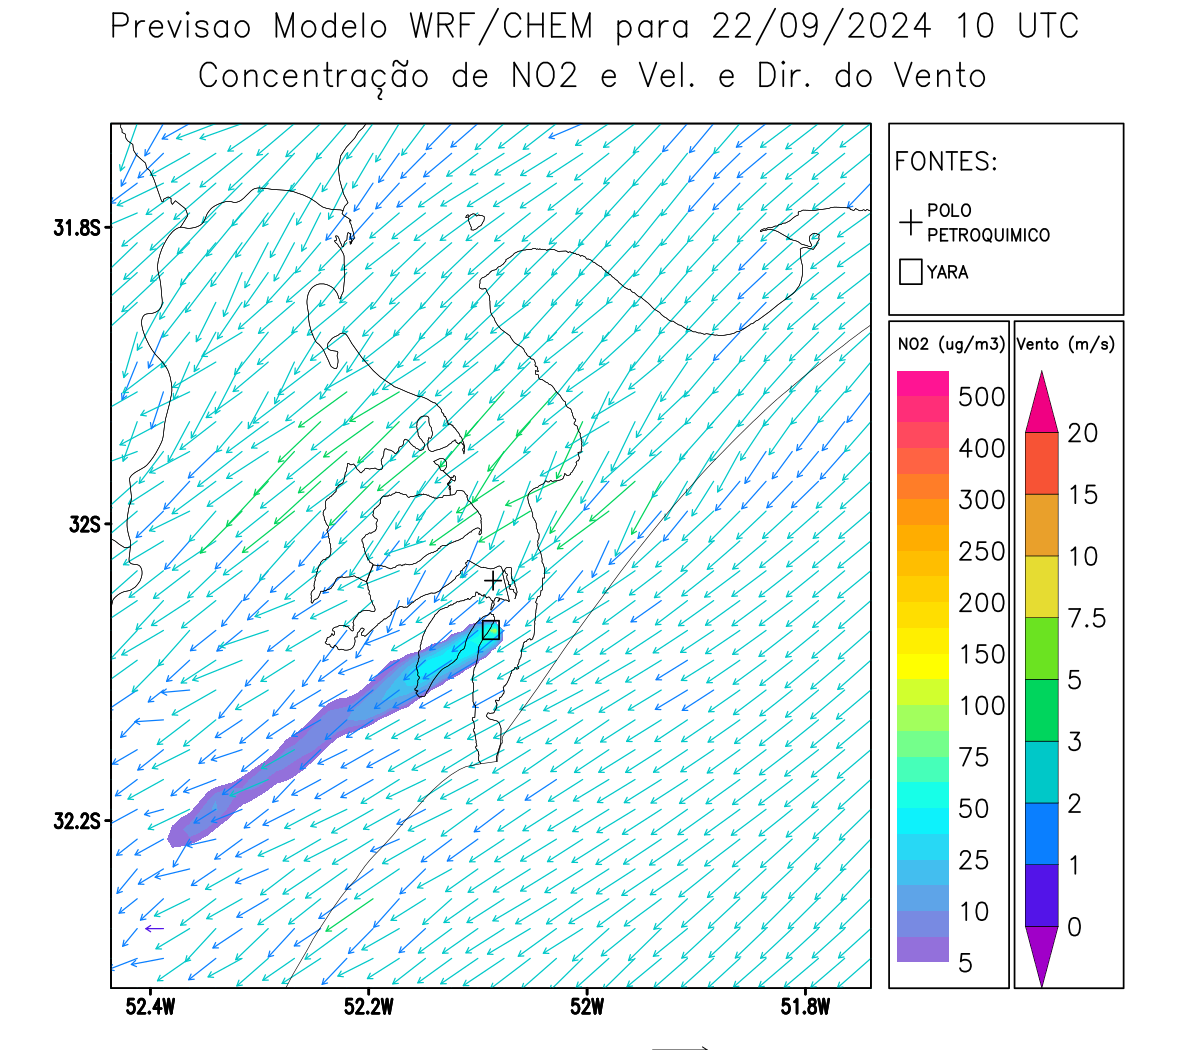 Previsao Modelo WRF/CHEM para 22/09/2024 10 UTC
Concentração de NO2 e Vel. e Dir. do Vento
FONTES:
POLO
PETROQUIMICO
YARA
31.8S
32S
32.2S
52.4W
52.2W
52W
51.8W
NO2 (ug/m3)
500
400
300
250
200
150
100
75
50
25
10
5
Vento (m/s)
20
15
10
7.5
5
3
2
1
0